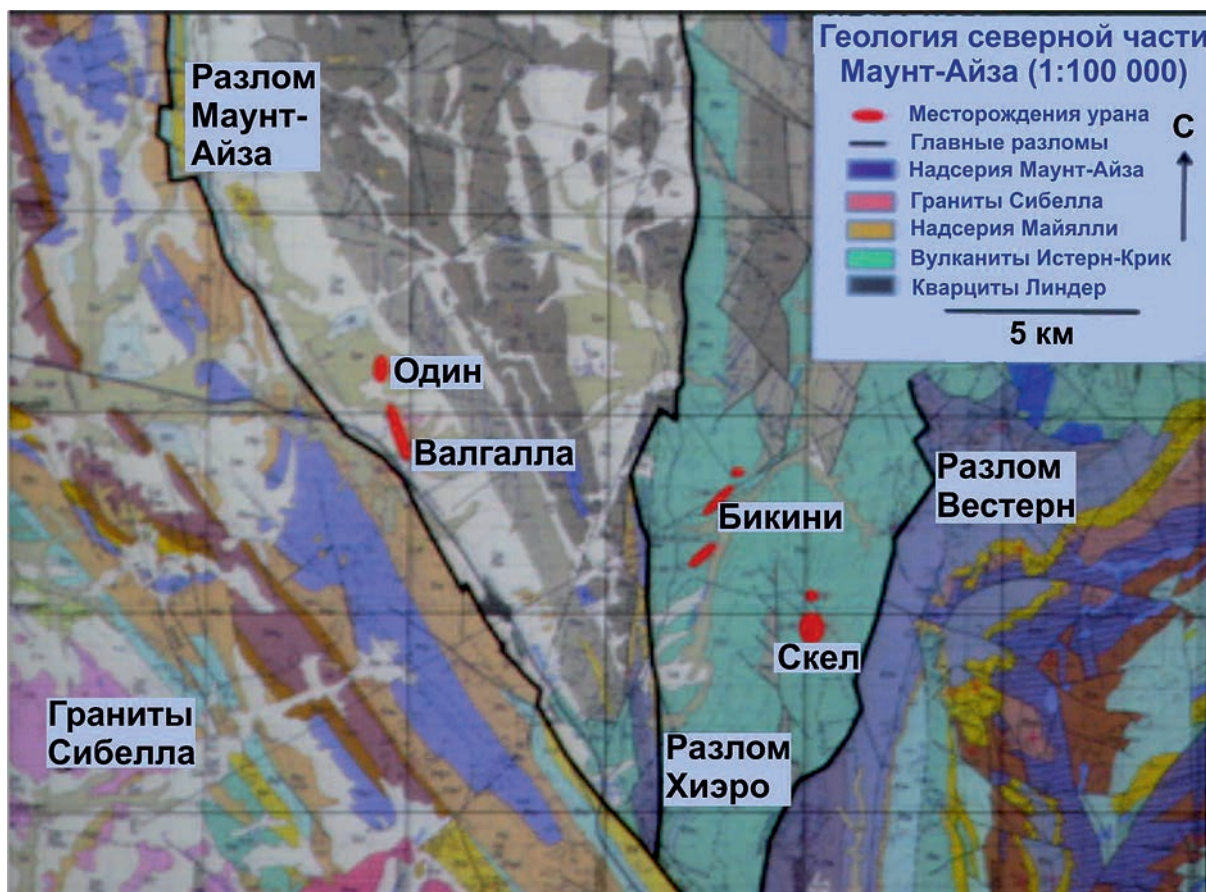 Геология северной части
Маунт-Айза (1:100 000)
Месторождения урана
Главные разломы
Надсерия Маунт-Айза
Граниты Сибелла
Надсерия Майялли
Вулканиты Истерн-Крик
Кварциты Линдер
С
5 км
Разлом
Маунт-
Айза
Один
Валгалла
Бикини
Разлом
Вестерн
Скел
Граниты
Сибелла
Разлом
Хиэро